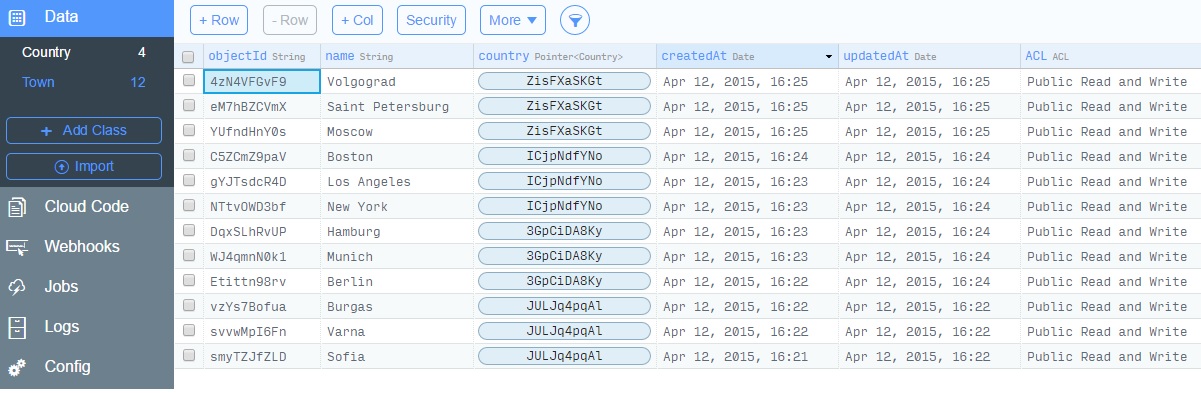 Data
Country 4
Town 12
+ Add Class
Import
Cloud Code
Webhooks
Jobs
Logs
Config
+ Row - Row + Col Security More
objectId String name String country Pointer<Country> createdAt Date updatedAt Date ACL ACL
4zN4VFGvF9 Volgograd ZisFXaSKGt Apr 12, 2015, 16:25 Apr 12, 2015, 16:25 Public Read and Write
eM7hBZCVmX Saint Petersburg ZisFXaSKGt Apr 12, 2015, 16:25 Apr 12, 2015, 16:25 Public Read and Write
YUfndHnY0s Moscow ZisFXaSKGt Apr 12, 2015, 16:25 Apr 12, 2015, 16:25 Public Read and Write
C5ZCmZ9paV Boston ICjpNdfYNo Apr 12, 2015, 16:24 Apr 12, 2015, 16:24 Public Read and Write
gYJTsdcR4D Los Angeles ICjpNdfYNo Apr 12, 2015, 16:23 Apr 12, 2015, 16:24 Public Read and Write
NTtvOWD3bf New York ICjpNdfYNo Apr 12, 2015, 16:23 Apr 12, 2015, 16:24 Public Read and Write
DqxSLhRvUP Hamburg 3GpCiDA8Ky Apr 12, 2015, 16:23 Apr 12, 2015, 16:24 Public Read and Write
WJ4qmnN0k1 Munich 3GpCiDA8Ky Apr 12, 2015, 16:23 Apr 12, 2015, 16:24 Public Read and Write
Etittn98rv Berlin 3GpCiDA8Ky Apr 12, 2015, 16:22 Apr 12, 2015, 16:24 Public Read and Write
vzYs7Bofua Burgas JULJq4pqAl Apr 12, 2015, 16:22 Apr 12, 2015, 16:22 Public Read and Write
svvwMpI6Fn Varna JULJq4pqAl Apr 12, 2015, 16:22 Apr 12, 2015, 16:22 Public Read and Write
smyTZJfZLD Sofia JULJq4pqAl Apr 12, 2015, 16:21 Apr 12, 2015, 16:22 Public Read and Write